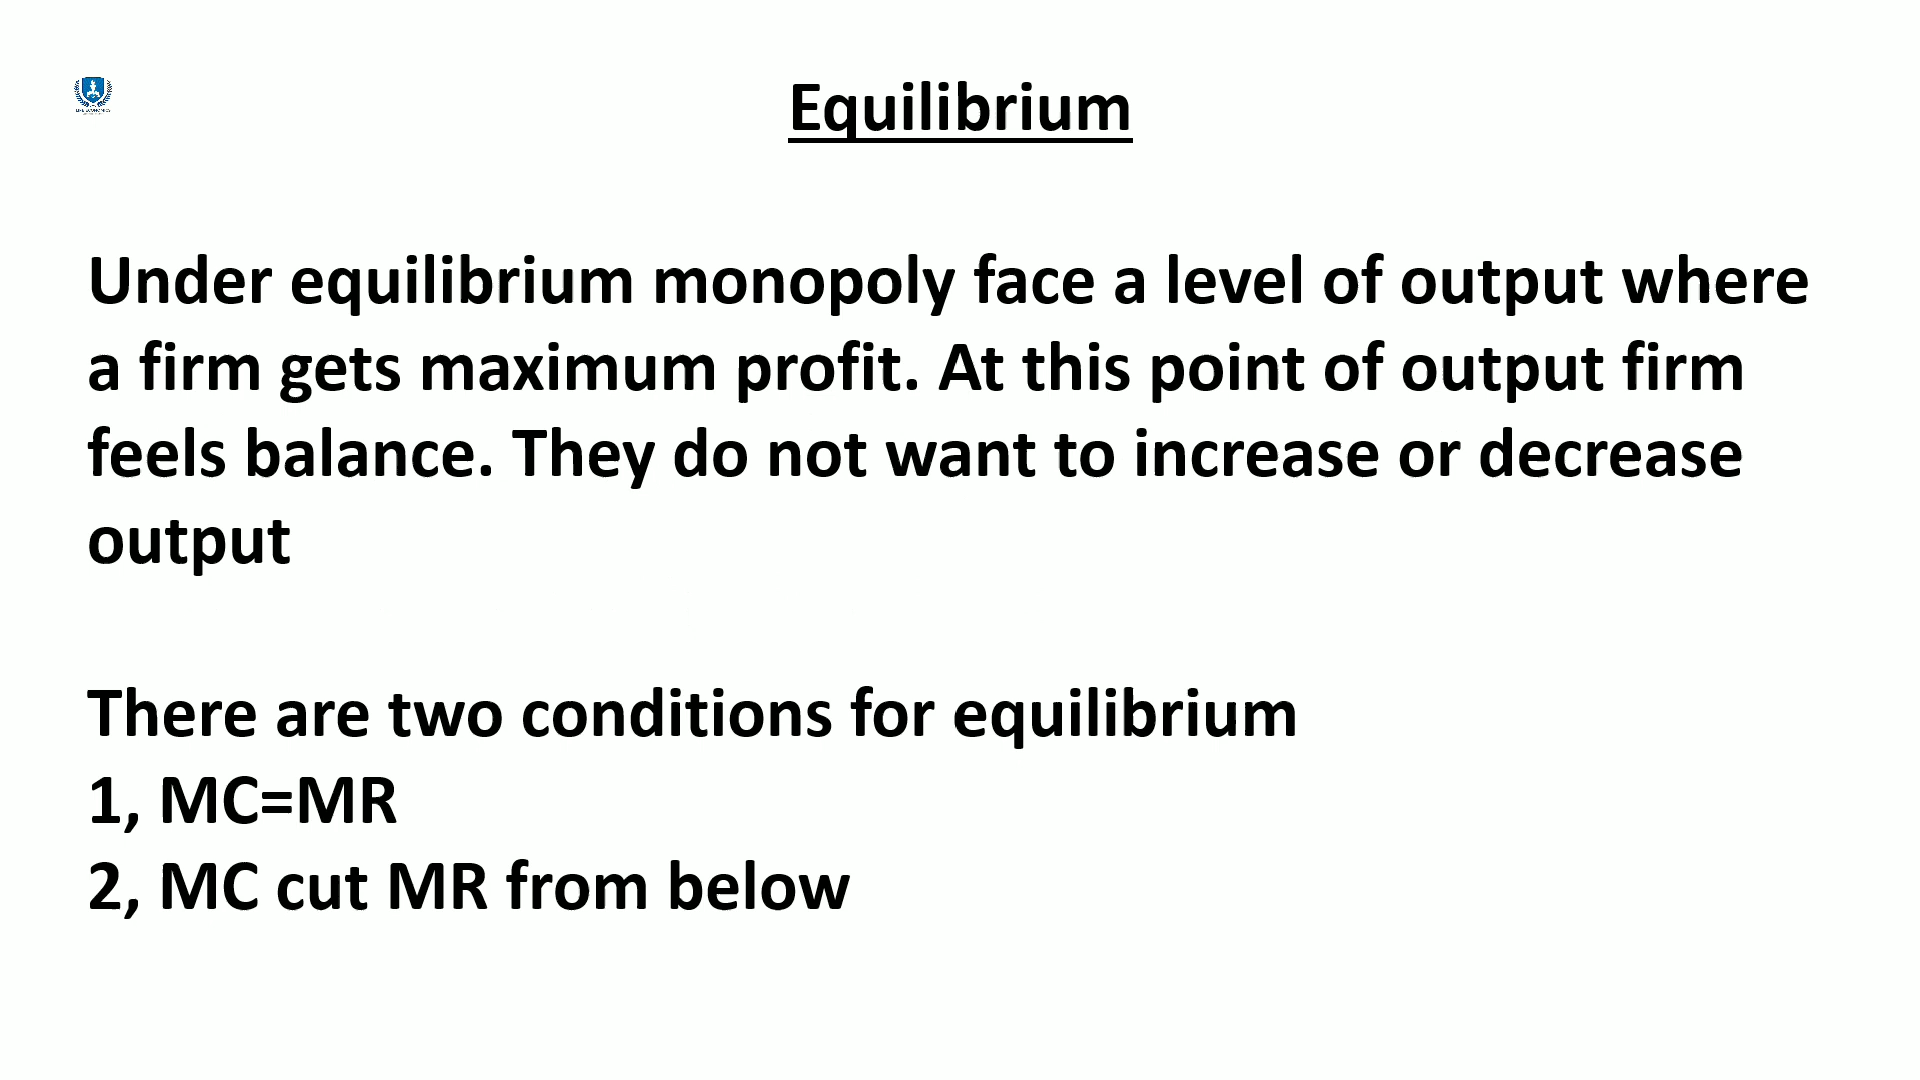 Equilibrium
Under equilibrium monopoly face a level of output where
a firm gets maximum profit. At this point of output firm
feels balance. They do not want to increase or decrease
output
There are two conditions for equilibrium
1, MC=MR
2, MC cut MR from below